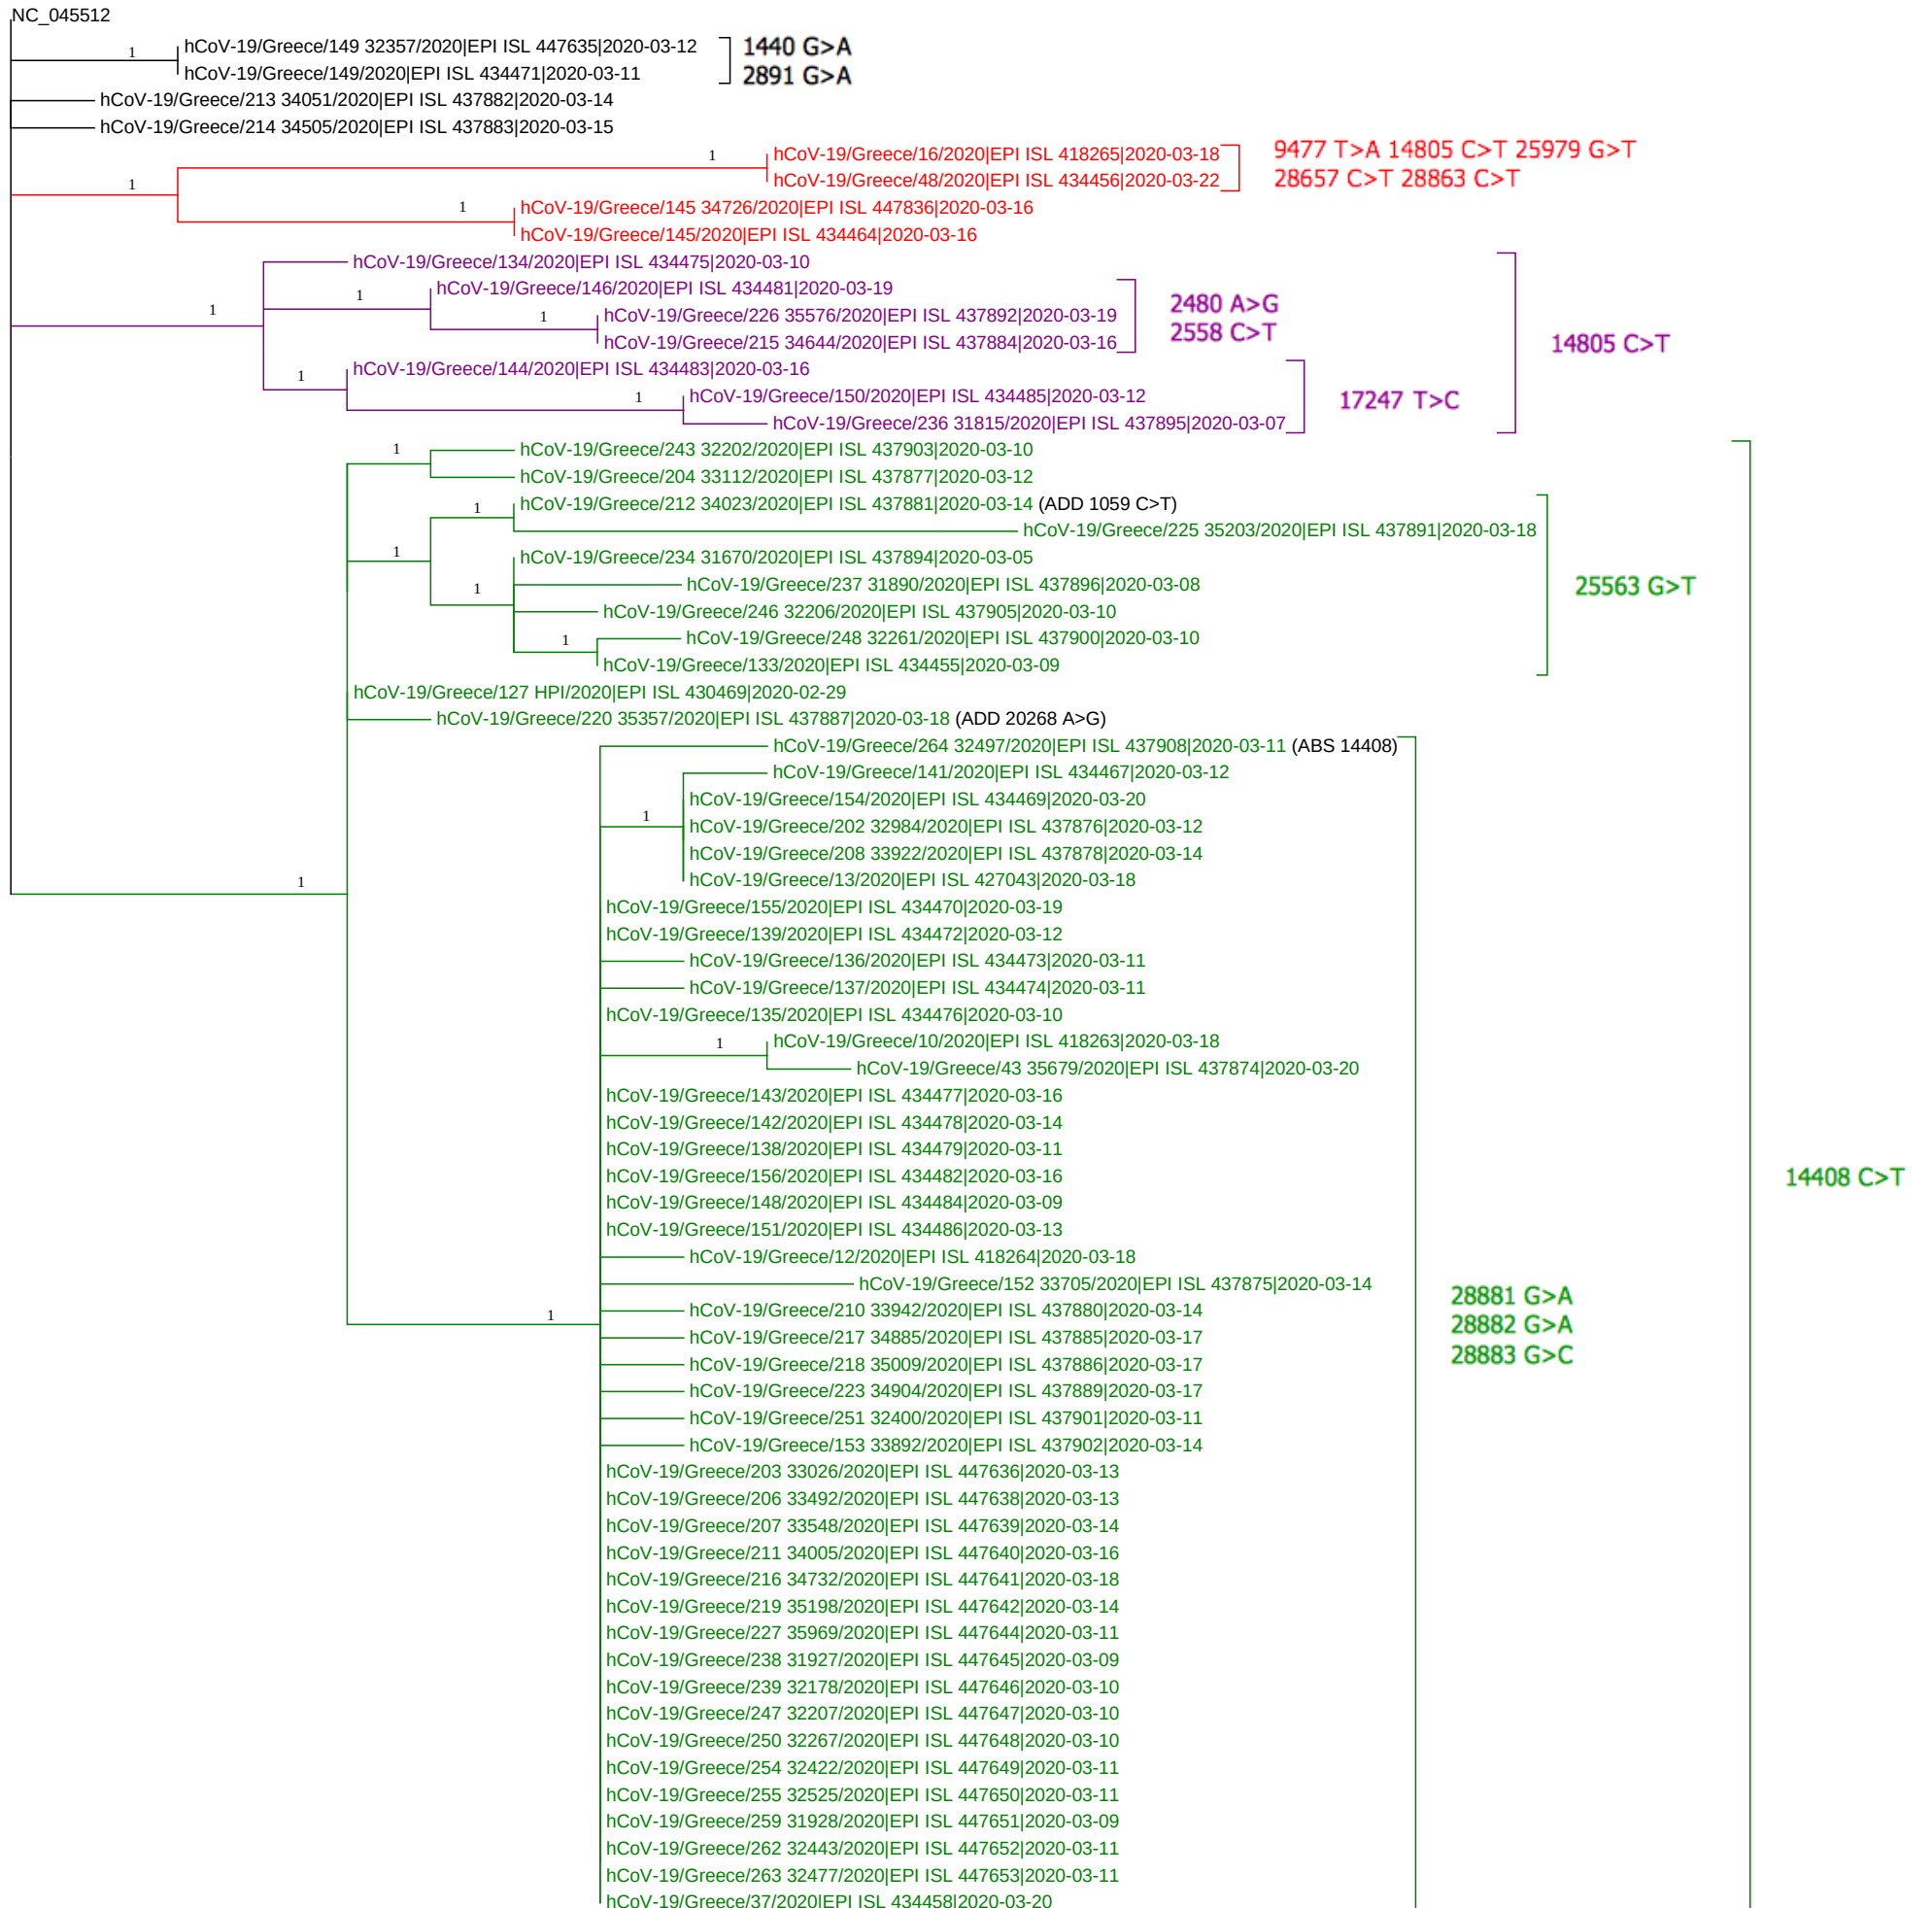 NC_045512
1
hCoV-19/Greece/149 32357/2020|EPI ISL 447635|2020-03-12
hCoV-19/Greece/149/2020|EPI ISL 434471|2020-03-11
1440 G>A
2891 G>A
hCoV-19/Greece/213 34051/2020|EPI ISL 437882|2020-03-14
hCoV-19/Greece/214 34505/2020|EPI ISL 437883|2020-03-15
1
1
hCoV-19/Greece/16/2020|EPI ISL 418265|2020-03-18
hCoV-19/Greece/48/2020|EPI ISL 434456|2020-03-22
9477 T>A 14805 C>T 25979 G>T
28657 C>T 28863 C>T
1
hCoV-19/Greece/145 34726/2020|EPI ISL 447836|2020-03-16
hCoV-19/Greece/145/2020|EPI ISL 434464|2020-03-16
1
hCoV-19/Greece/134/2020|EPI ISL 434475|2020-03-10
1
hCoV-19/Greece/146/2020|EPI ISL 434481|2020-03-19
1
hCoV-19/Greece/226 35576/2020|EPI ISL 437892|2020-03-19
hCoV-19/Greece/215 34644/2020|EPI ISL 437884|2020-03-16
2480 A>G
2558 C>T
14805 C>T
1
hCoV-19/Greece/144/2020|EPI ISL 434483|2020-03-16
1
hCoV-19/Greece/150/2020|EPI ISL 434485|2020-03-12
hCoV-19/Greece/236 31815/2020|EPI ISL 437895|2020-03-07
17247 T>C
1
hCoV-19/Greece/243 32202/2020|EPI ISL 437903|2020-03-10
hCoV-19/Greece/204 33112/2020|EPI ISL 437877|2020-03-12
1
1
hCoV-19/Greece/212 34023/2020|EPI ISL 437881|2020-03-14 (ADD 1059 C>T)
hCoV-19/Greece/225 35203/2020|EPI ISL 437891|2020-03-18
1
hCoV-19/Greece/234 31670/2020|EPI ISL 437894|2020-03-05
hCoV-19/Greece/237 31890/2020|EPI ISL 437896|2020-03-08
hCoV-19/Greece/246 32206/2020|EPI ISL 437905|2020-03-10
1
hCoV-19/Greece/248 32261/2020|EPI ISL 437900|2020-03-10
hCoV-19/Greece/133/2020|EPI ISL 434455|2020-03-09
25563 G>T
hCoV-19/Greece/127 HPI/2020|EPI ISL 430469|2020-02-29
hCoV-19/Greece/220 35357/2020|EPI ISL 437887|2020-03-18 (ADD 20268 A>G)
1
hCoV-19/Greece/264 32497/2020|EPI ISL 437908|2020-03-11 (ABS 14408)
1
hCoV-19/Greece/141/2020|EPI ISL 434467|2020-03-12
hCoV-19/Greece/154/2020|EPI ISL 434469|2020-03-20
hCoV-19/Greece/202 32984/2020|EPI ISL 437876|2020-03-12
hCoV-19/Greece/208 33922/2020|EPI ISL 437878|2020-03-14
hCoV-19/Greece/13/2020|EPI ISL 427043|2020-03-18
hCoV-19/Greece/155/2020|EPI ISL 434470|2020-03-19
hCoV-19/Greece/139/2020|EPI ISL 434472|2020-03-12
hCoV-19/Greece/136/2020|EPI ISL 434473|2020-03-11
hCoV-19/Greece/137/2020|EPI ISL 434474|2020-03-11
hCoV-19/Greece/135/2020|EPI ISL 434476|2020-03-10
1
hCoV-19/Greece/10/2020|EPI ISL 418263|2020-03-18
hCoV-19/Greece/43 35679/2020|EPI ISL 437874|2020-03-20
hCoV-19/Greece/143/2020|EPI ISL 434477|2020-03-16
hCoV-19/Greece/142/2020|EPI ISL 434478|2020-03-14
hCoV-19/Greece/138/2020|EPI ISL 434479|2020-03-11
hCoV-19/Greece/156/2020|EPI ISL 434482|2020-03-16
14408 C>T
hCoV-19/Greece/148/2020|EPI ISL 434484|2020-03-09
hCoV-19/Greece/151/2020|EPI ISL 434486|2020-03-13
hCoV-19/Greece/12/2020|EPI ISL 418264|2020-03-18
hCoV-19/Greece/152 33705/2020|EPI ISL 437875|2020-03-14
1
hCoV-19/Greece/210 33942/2020|EPI ISL 437880|2020-03-14
hCoV-19/Greece/217 34885/2020|EPI ISL 437885|2020-03-17
hCoV-19/Greece/218 35009/2020|EPI ISL 437886|2020-03-17
28881 G>A
28882 G>A
28883 G>C
hCoV-19/Greece/223 34904/2020|EPI ISL 437889|2020-03-17
hCoV-19/Greece/251 32400/2020|EPI ISL 437901|2020-03-11
hCoV-19/Greece/153 33892/2020|EPI ISL 437902|2020-03-14
hCoV-19/Greece/203 33026/2020|EPI ISL 447636|2020-03-13
hCoV-19/Greece/206 33492/2020|EPI ISL 447638|2020-03-13
hCoV-19/Greece/207 33548/2020|EPI ISL 447639|2020-03-14
hCoV-19/Greece/211 34005/2020|EPI ISL 447640|2020-03-16
hCoV-19/Greece/216 34732/2020|EPI ISL 447641|2020-03-18
hCoV-19/Greece/219 35198/2020|EPI ISL 447642|2020-03-14
hCoV-19/Greece/227 35969/2020|EPI ISL 447644|2020-03-11
hCoV-19/Greece/238 31927/2020|EPI ISL 447645|2020-03-09
hCoV-19/Greece/239 32178/2020|EPI ISL 447646|2020-03-10
hCoV-19/Greece/247 32207/2020|EPI ISL 447647|2020-03-10
hCoV-19/Greece/250 32267/2020|EPI ISL 447648|2020-03-10
hCoV-19/Greece/254 32422/2020|EPI ISL 447649|2020-03-11
hCoV-19/Greece/255 32525/2020|EPI ISL 447650|2020-03-11
hCoV-19/Greece/259 31928/2020|EPI ISL 447651|2020-03-09
hCoV-19/Greece/262 32443/2020|EPI ISL 447652|2020-03-11
hCoV-19/Greece/263 32477/2020|EPI ISL 447653|2020-03-11
hCoV-19/Greece/37/2020|EPI ISL 434458|2020-03-20